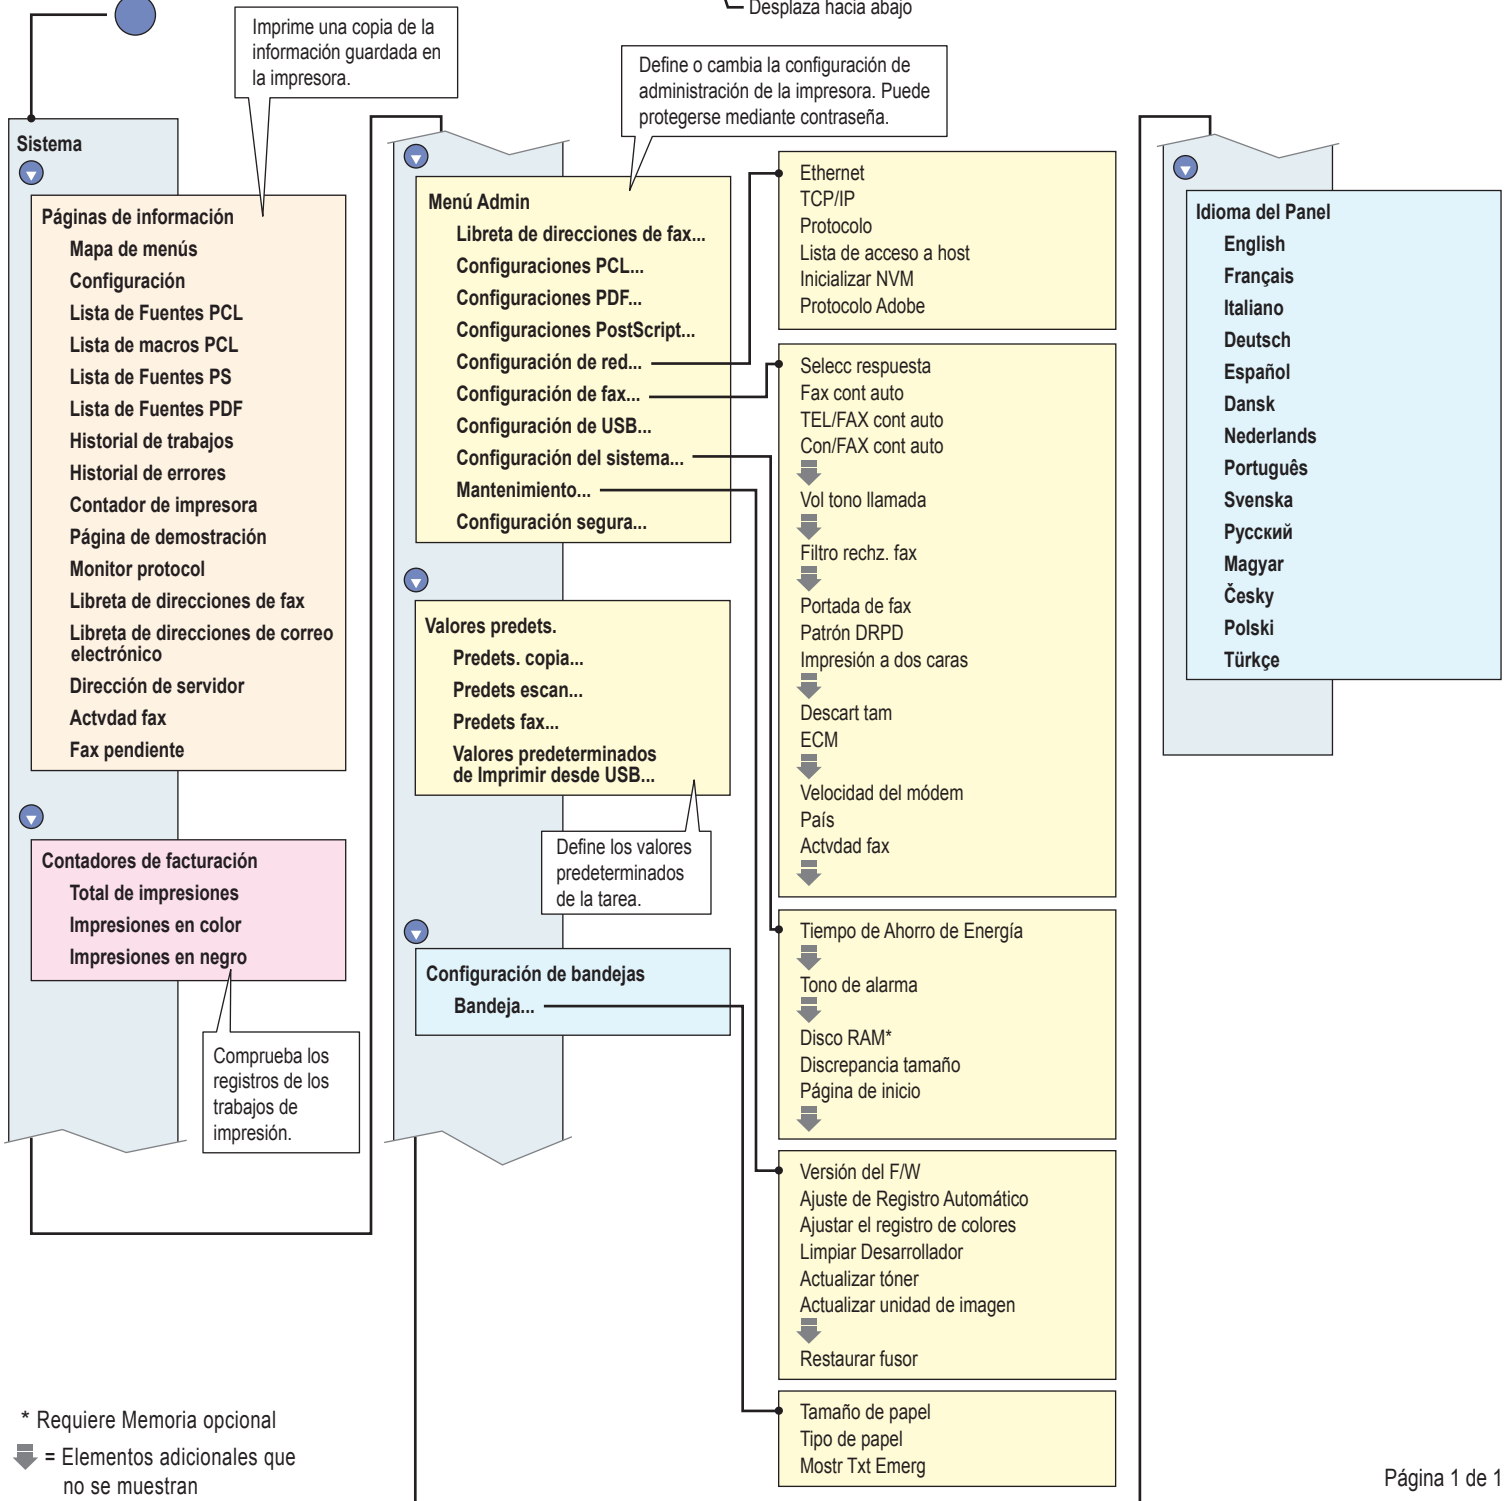 Desplaza hacia abajo
Imprime una copia de la
información guardada en
la impresora.
Define o cambia la configuración de
administración de la impresora. Puede
protegerse mediante contraseña.
Sistema
Páginas de información
Mapa de menús
Configuración
Lista de Fuentes PCL
Lista de macros PCL
Lista de Fuentes PS
Lista de Fuentes PDF
Historial de trabajos
Historial de errores
Contador de impresora
Página de demostración
Monitor protocol
Libreta de direcciones de fax
Libreta de direcciones de correo
electrónico
Dirección de servidor
Actvdad fax
Fax pendiente
Contadores de facturación
Total de impresiones
Impresiones en color
Impresiones en negro
Comprueba los
registros de los
trabajos de
impresión.
Menú Admin
Libreta de direcciones de fax...
Configuraciones PCL...
Configuraciones PDF...
Configuraciones PostScript...
Configuración de red...
Configuración de fax...
Configuración de USB...
Configuración del sistema...
Mantenimiento...
Configuración segura...
Valores predets.
Predets. copia...
Predets escan...
Predets fax...
Valores predeterminados
de Imprimir desde USB...
Define los valores
predeterminados
de la tarea.
Configuración de bandejas
Bandeja...
Ethernet
TCP/IP
Protocolo
Lista de acceso a host
Inicializar NVM
Protocolo Adobe
Selecc respuesta
Fax cont auto
TEL/FAX cont auto
Con/FAX cont auto
Vol tono llamada
Filtro rechz. fax
Portada de fax
Patrón DRPD
Impresión a dos caras
Descart tam
ECM
Velocidad del módem
País
Actvdad fax
Tiempo de Ahorro de Energía
Tono de alarma
Disco RAM*
Discrepancia tamaño
Página de inicio
Versión del F/W
Ajuste de Registro Automático
Ajustar el registro de colores
Limpiar Desarrollador
Actualizar tóner
Actualizar unidad de imagen
Restaurar fusor
Tamaño de papel
Tipo de papel
Mostr Txt Emerg
Idioma del Panel
English
Français
Italiano
Deutsch
Español
Dansk
Nederlands
Português
Svenska
Русский
Magyar
Česky
Polski
Türkçe
* Requiere Memoria opcional
= Elementos adicionales que
no se muestran
Página 1 de 1